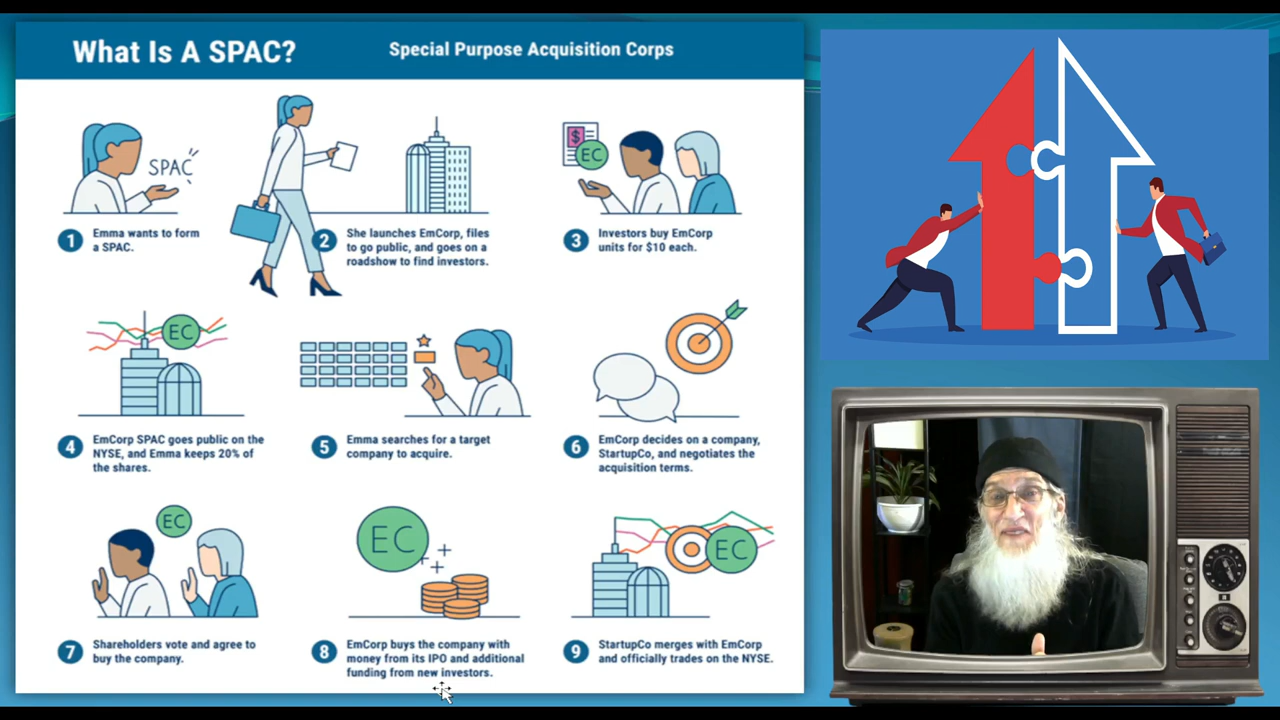 What Is A SPAC?
Special Purpose Acquisition Corps
SPAC
$
EC
1
Emma wants to form
a SPAC.
2
She launches EmCorp, files
to go public, and goes on a
roadshow to find investors.
3
Investors buy EmCorp
units for $10 each.
EC
4
EmCorp SPAC goes public on the
NYSE, and Emma keeps 20% of
the shares.
5
Emma searches for a target
company to acquire.
6
EmCorp decides on a company,
StartupCo, and negotiates the
acquisition terms.
EC
EC
EC
7
Shareholders vote and agree to
buy the company.
8
EmCorp buys the company with
money from its IPO and additional
funding from new investors.
9
StartupCo merges with EmCorp
and officially trades on the NYSE.